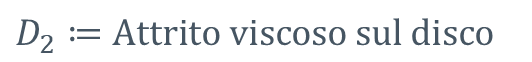 D₂ ≔ Attrito viscoso sul disco